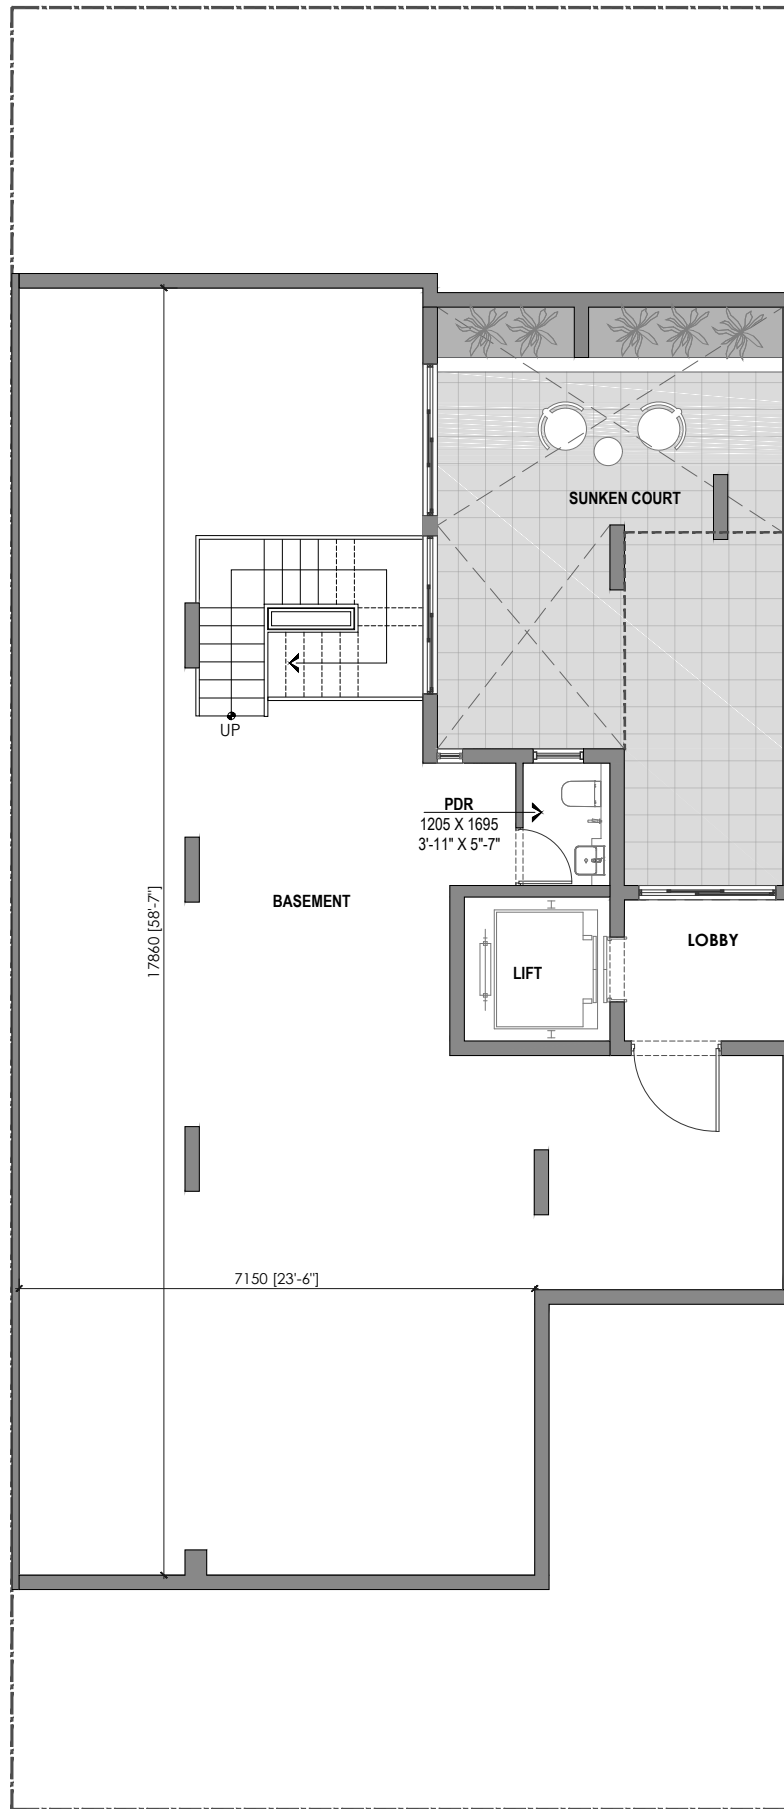 SUNKEN COURT
UP
PDR
1205 X 1695
3'-11" X 5"-7"
BASEMENT
17860 [58'-7"]
LOBBY
LIFT
7150 [23'-6"]